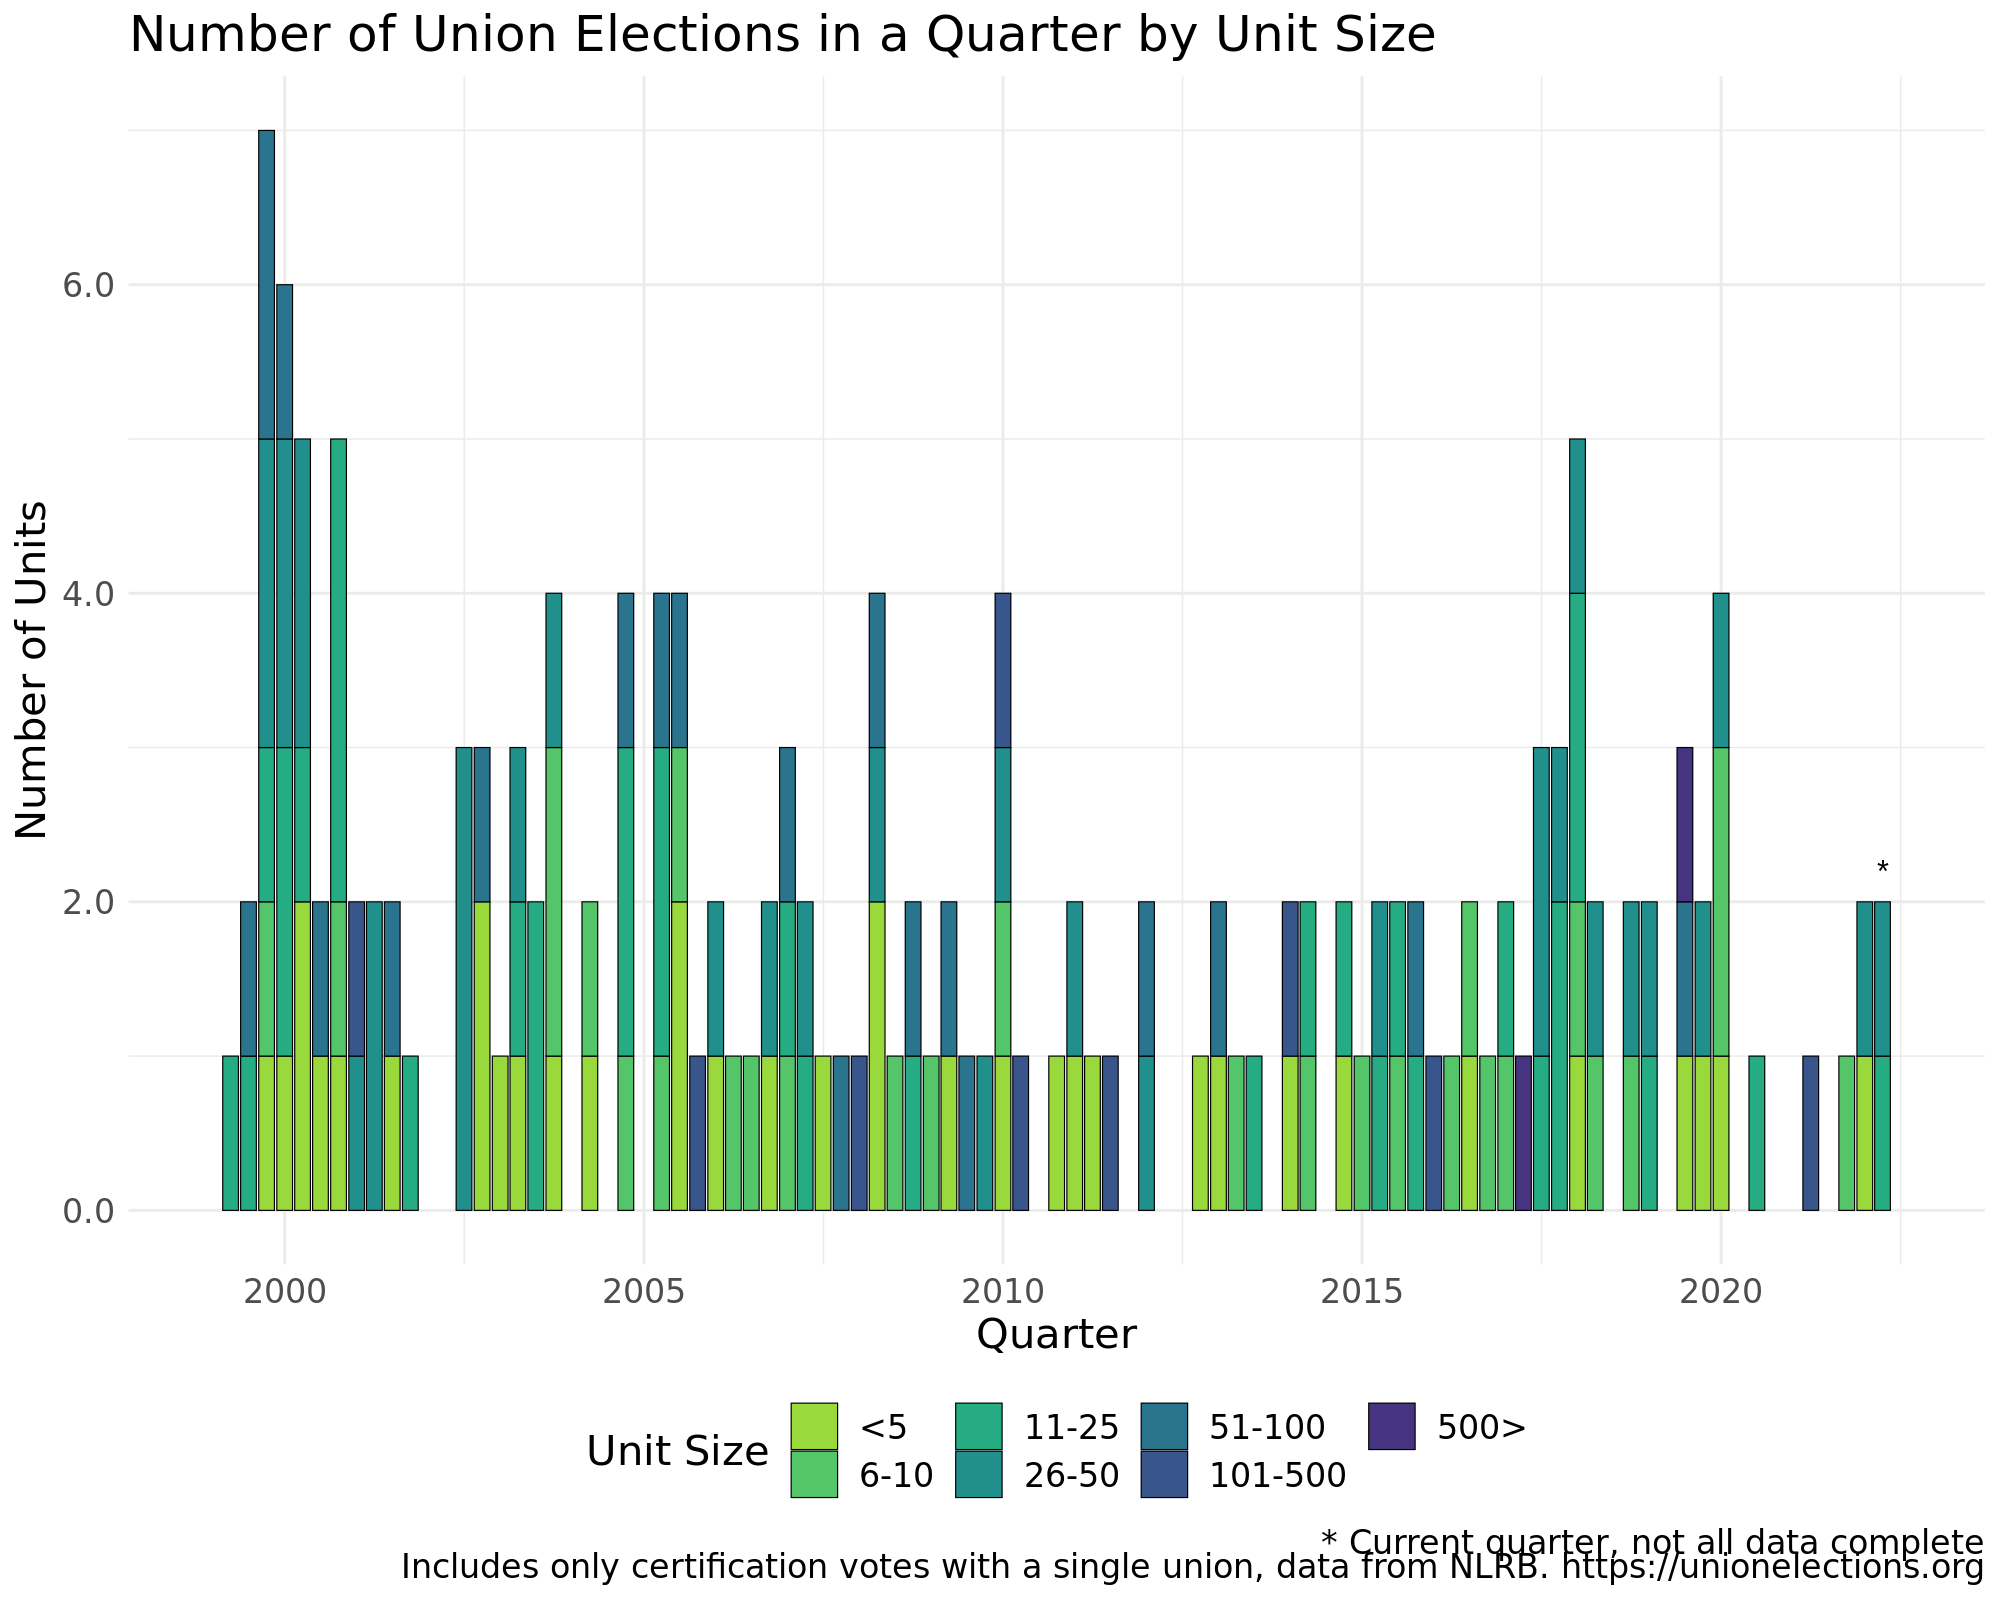 Number of Union Elections in a Quarter by Unit Size
Number of Units
6.0
4.0
2.0
0.0
*
2000 2005 2010 2015 2020
Quarter
Unit Size
<5 11-25 51-100 500>
6-10 26-50 101-500
* Current quarter, not all data complete
Includes only certification votes with a single union, data from NLRB. https://unionelections.org